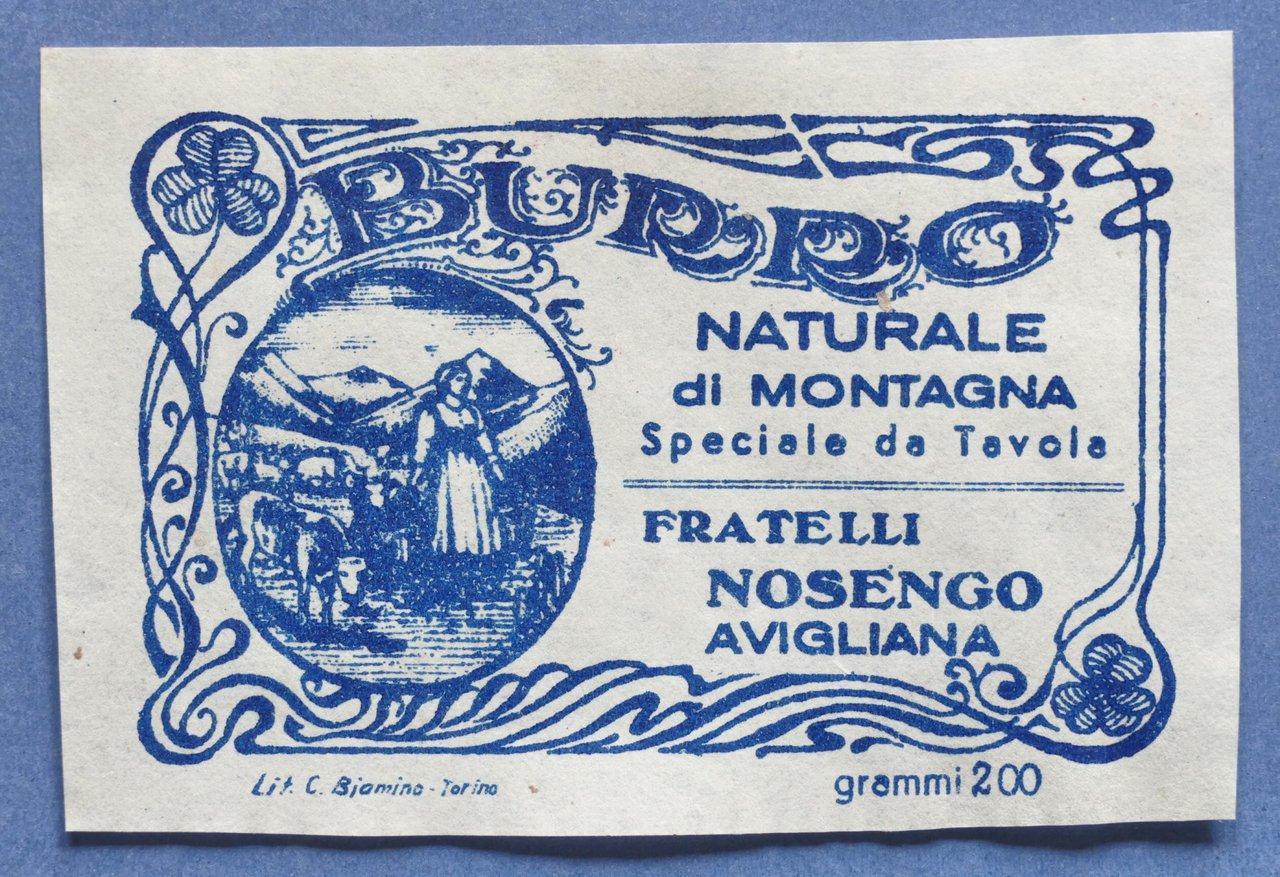 BURRO
NATURALE
di MONTAGNA
Speciale da Tavola
FRATELLI
NOSENGO
AVIGLIANA
Lit. C. Bjamino - Torino
grammi 200